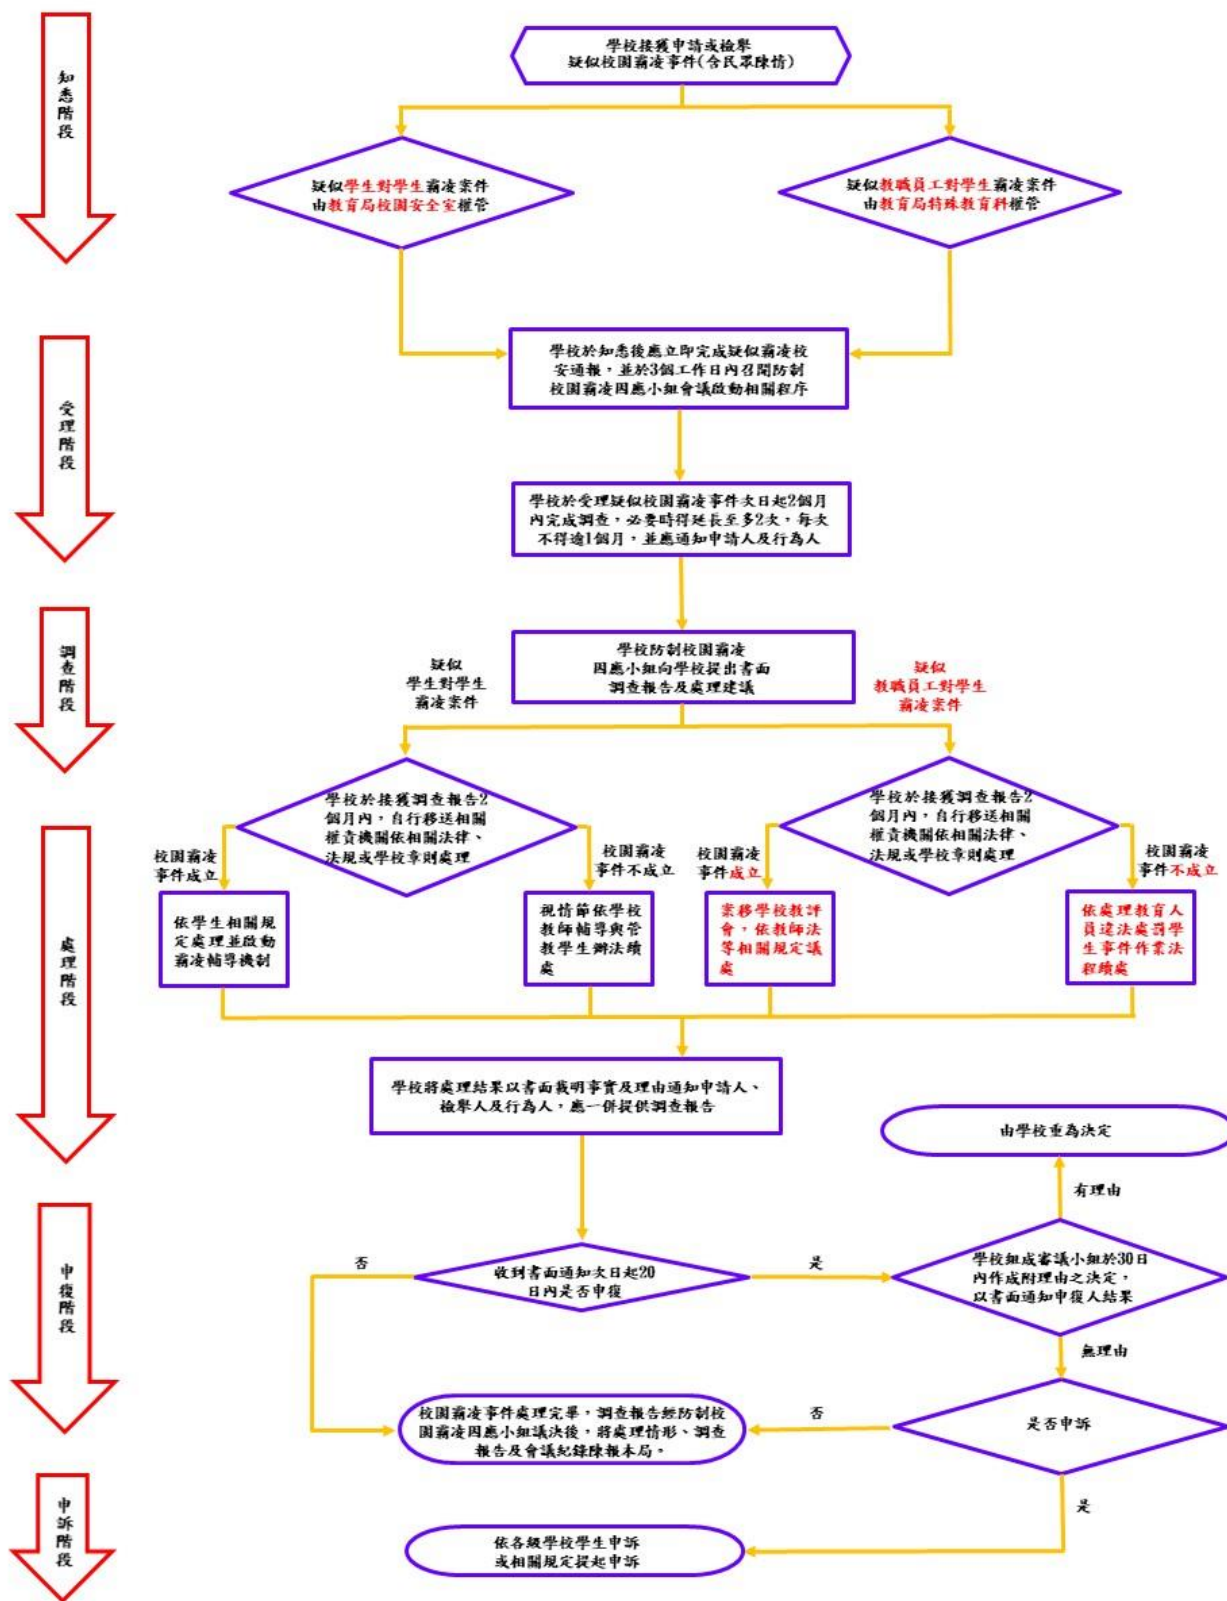 知悉階段
學校接獲申請或檢舉
疑似校園霸凌事件(含民眾陳情)
疑似學生對學生霸凌案件
由教育局校園安全室權管
疑似教職員工對學生霸凌案件
由教育局特殊教育科權管
受理階段
學校於知悉後應立即完成疑似霸凌校
安通報，並於3個工作日內召開防制
校園霸凌因應小組會議啟動相關程序
學校於受理疑似校園霸凌事件次日起2個月
內完成調查，必要時得延長至多2次，每次
不得逾1個月，並應通知申請人及行為人
調查階段
學校防制校園霸凌
因應小組向學校提出書面
調查報告及處理建議
疑似
學生對學生
霸凌案件
疑似
教職員工對學生
霸凌案件
處理階段
學校於接獲調查報告2
個月內，自行移送相關
權責機關依相關法律、
法規或學校章則處理
學校於接獲調查報告2
個月內，自行移送相關
權責機關依相關法律、
法規或學校章則處理
校園霸凌
事件成立
校園霸凌
事件不成立
校園霸凌
事件成立
校園霸凌
事件不成立
依學生相關規
定處理並啟動
霸凌輔導機制
視情節依學校
教師輔導與管
教學生辦法續
處
案移學校教評
會，依教師法
等相關規定議
處
依處理教育人
員違法處罰學
生事件作業法
程續處
學校將處理結果以書面載明事實及理由通知申請人、
檢舉人及行為人，應一併提供調查報告
申復階段
由學校重為決定
有理由
收到書面通知次日起20
日內是否申復
否
是
學校組成審議小組於30日
內作成附理由之決定，
以書面通知申復人結果
無理由
校園霸凌事件處理完畢，調查報告經防制校
園霸凌因應小組議決後，將處理情形、調查
報告及會議紀錄陳報本局。
否
是否申訴
是
申訴階段
依各級學校學生申訴
或相關規定提起申訴